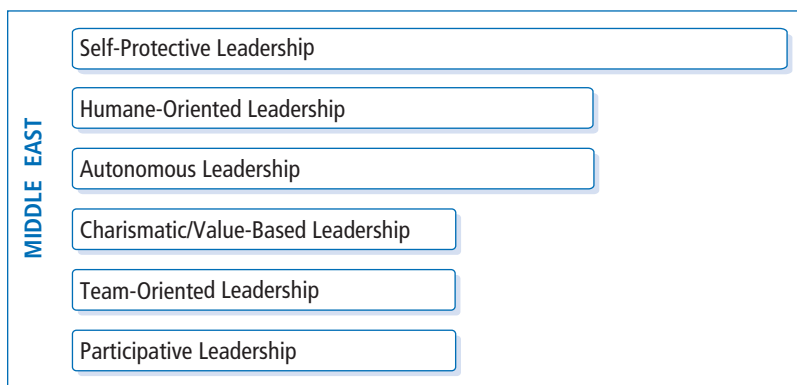 MIDDLE EAST
Self-Protective Leadership
Humane-Oriented Leadership
Autonomous Leadership
Charismatic/Value-Based Leadership
Team-Oriented Leadership
Participative Leadership